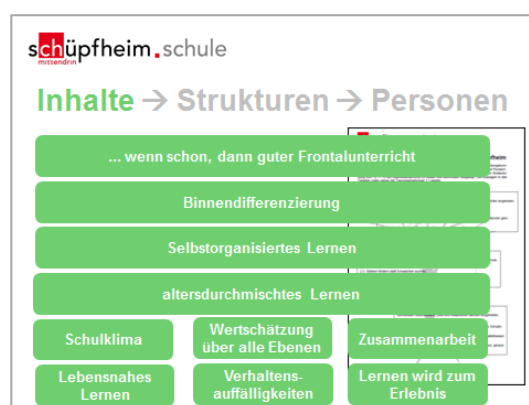 schüpfheim.schule
mittendrin
Inhalte → Strukturen → Personen
... wenn schon, dann guter Frontalunterricht
Binnendifferenzierung
Selbstorganisiertes Lernen
altersdurchmischtes Lernen
Schulklima
Wertschätzung
über alle Ebenen
Zusammenarbeit
Lebensnahes
Lernen
Verhaltens-
auffälligkeiten
Lernen wird zum
Erlebnis